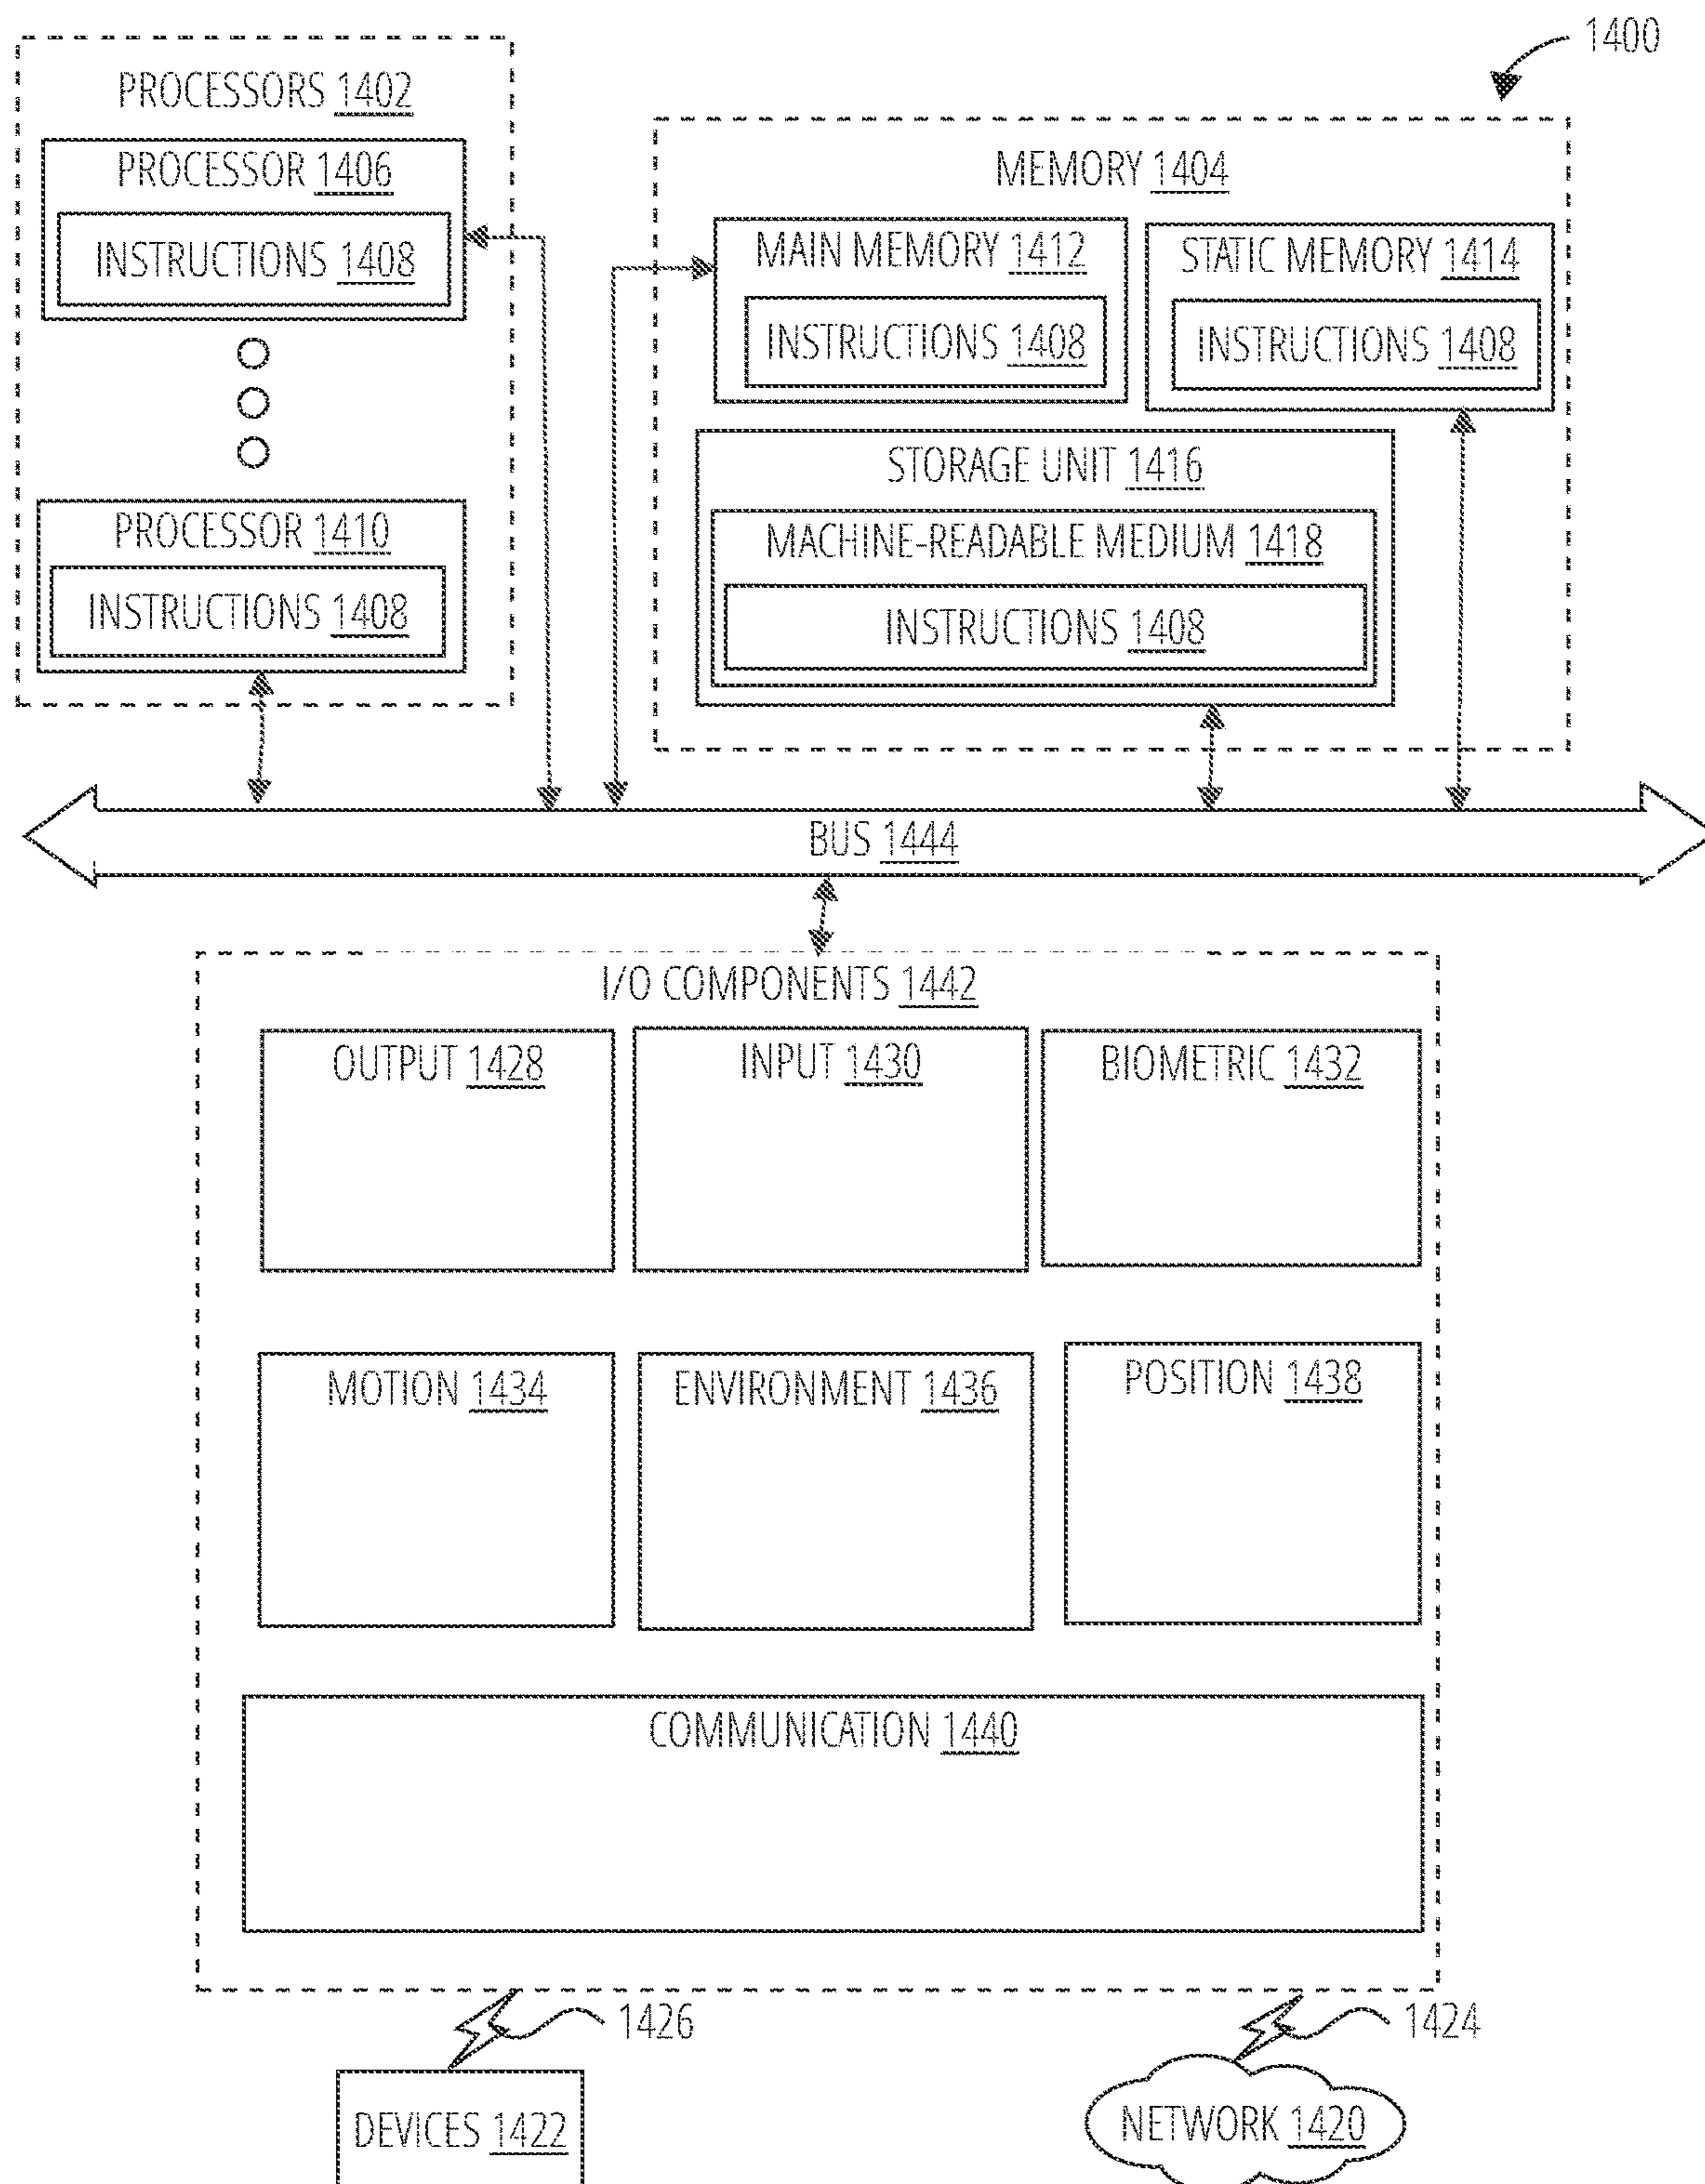 1400
PROCESSORS 1402
PROCESSOR 1406
INSTRUCTIONS 1408
PROCESSOR 1410
INSTRUCTIONS 1408
MEMORY 1404
MAIN MEMORY 1412
INSTRUCTIONS 1408
STATIC MEMORY 1414
INSTRUCTIONS 1408
STORAGE UNIT 1416
MACHINE-READABLE MEDIUM 1418
INSTRUCTIONS 1408
BUS 1444
I/O COMPONENTS 1442
OUTPUT 1428
INPUT 1430
BIOMETRIC 1432
MOTION 1434
ENVIRONMENT 1436
POSITION 1438
COMMUNICATION 1440
1426
1424
DEVICES 1422
NETWORK 1420